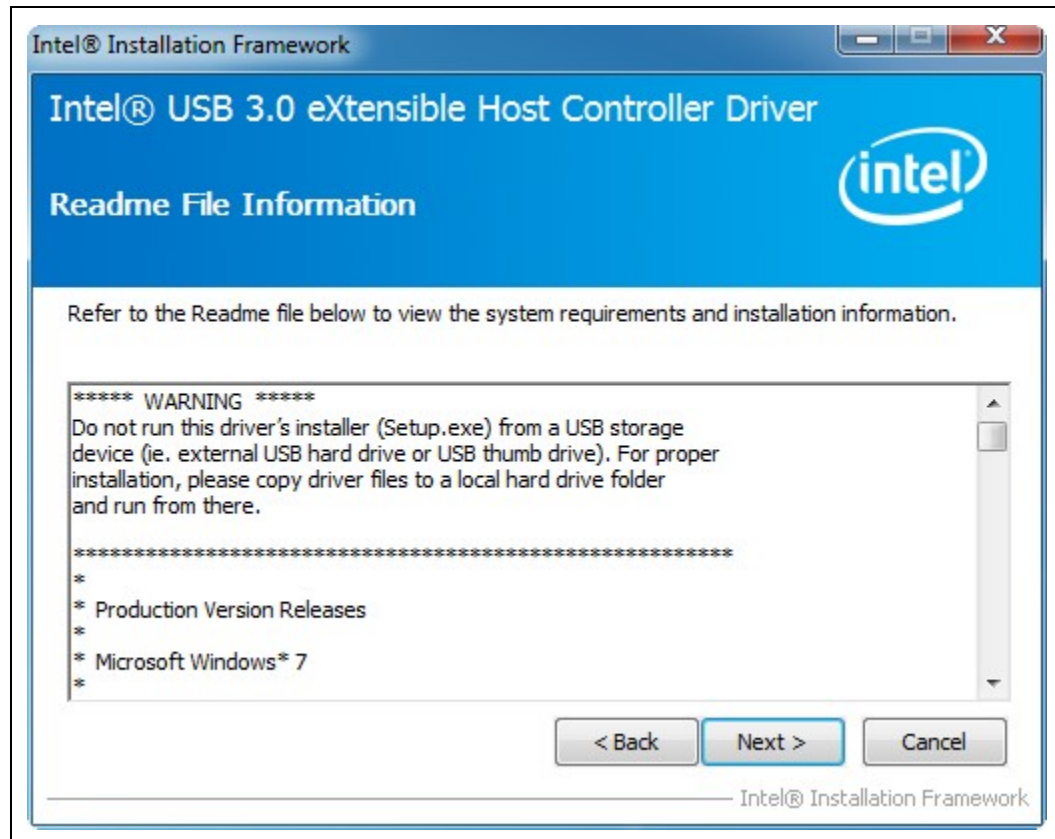 Intel® Installation Framework
Intel® USB 3.0 eXtensible Host Controller Driver
intel
Readme File Information
Refer to the Readme file below to view the system requirements and installation information.
***** WARNING *****
Do not run this driver's installer (Setup.exe) from a USB storage
device (ie. external USB hard drive or USB thumb drive). For proper
installation, please copy driver files to a local hard drive folder
and run from there.
*******************************************************
*
* Production Version Releases
*
* Microsoft Windows* 7
*
< Back Next > Cancel
Intel® Installation Framework